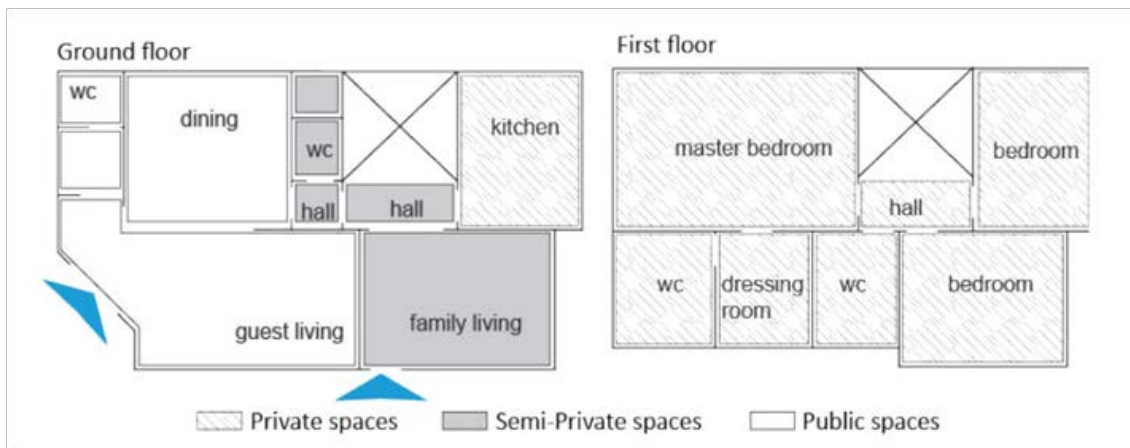 Ground floor
wc
dining
wc
kitchen
hall
hall
guest living
family living
First floor
master bedroom
bedroom
hall
wc
dressing
room
wc
bedroom
Private spaces
Semi-Private spaces
Public spaces